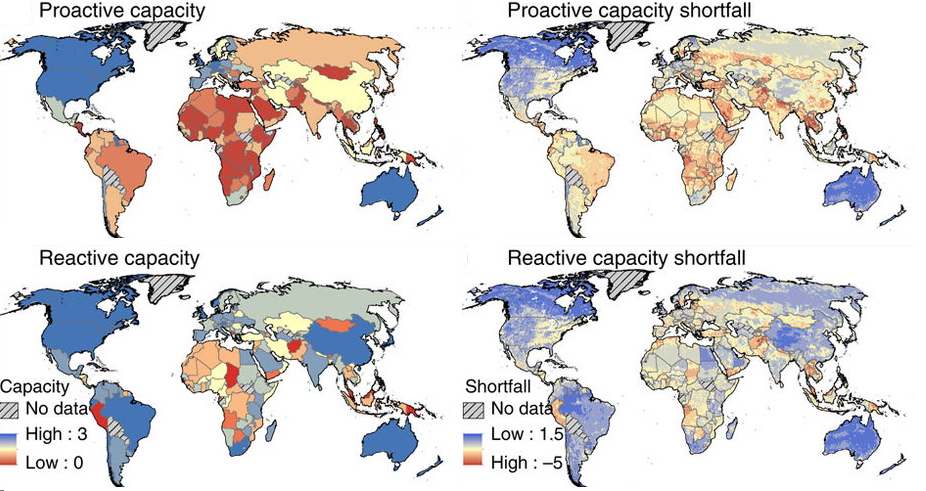 Proactive capacity
Proactive capacity shortfall
Reactive capacity
Reactive capacity shortfall
Capacity
No data
High : 3
Low : 0
Shortfall
No data
Low : 1.5
High : –5